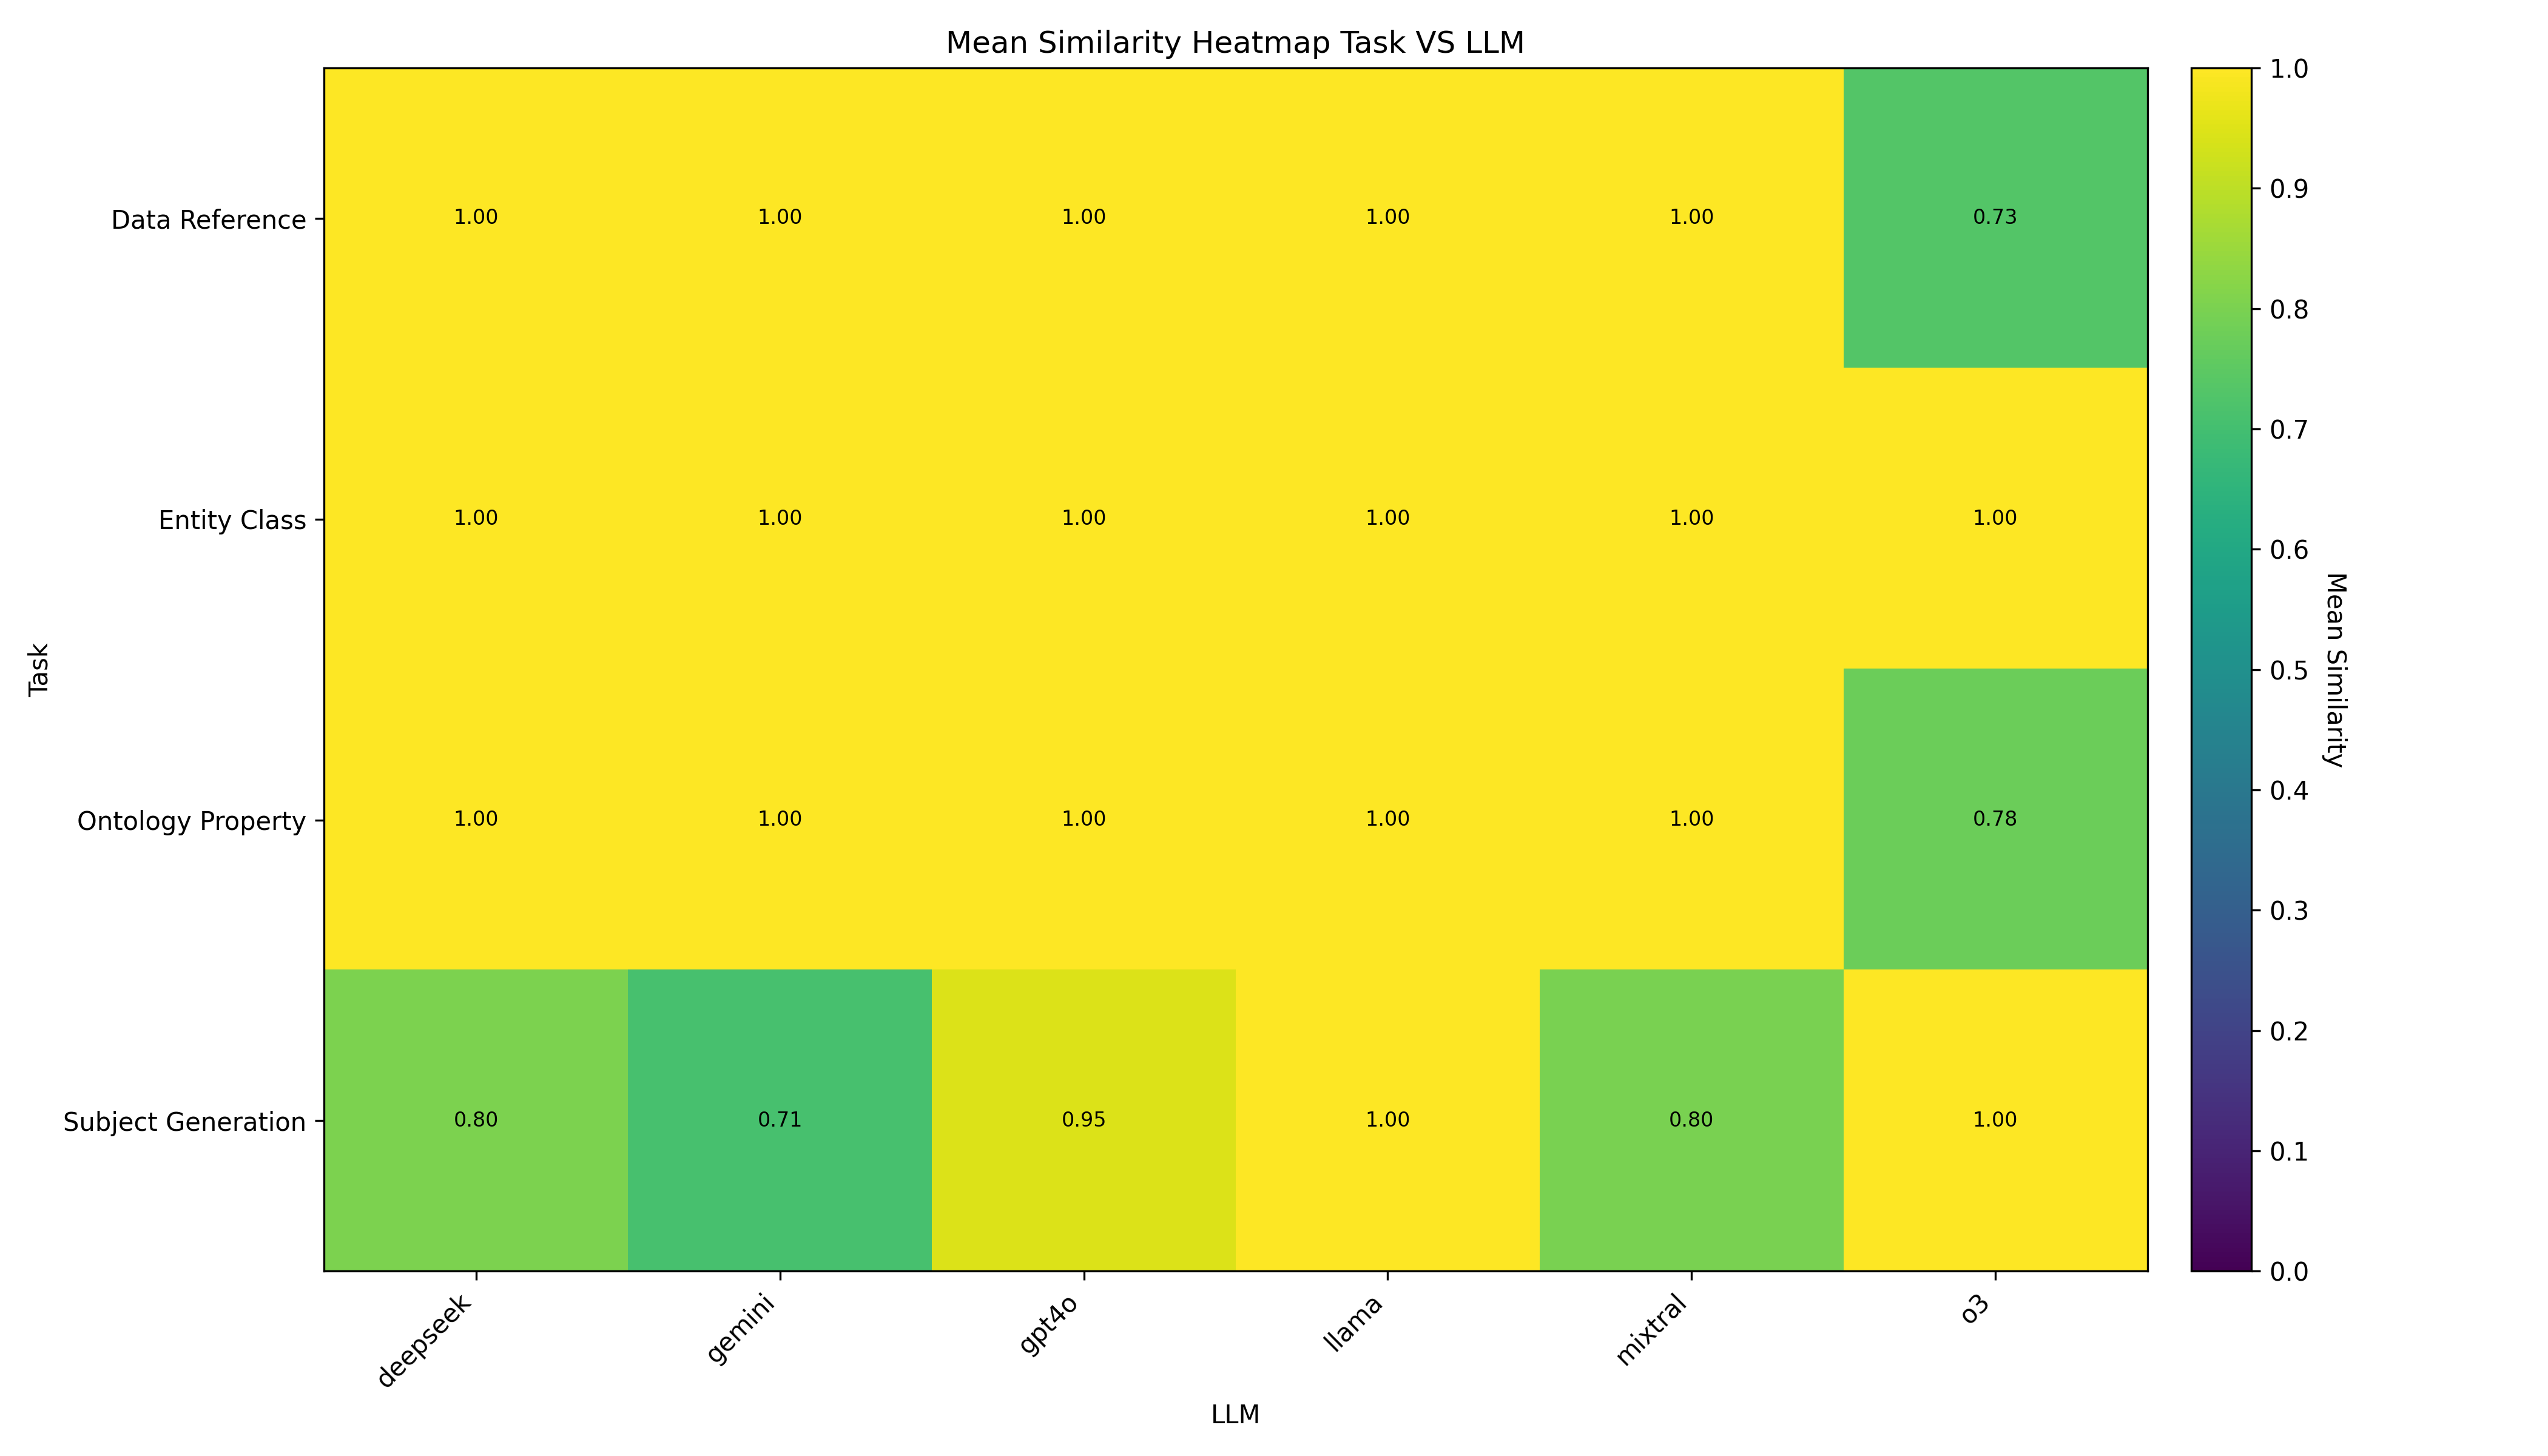 Mean Similarity Heatmap Task VS LLM
Task
Data Reference
1.00 1.00 1.00 1.00 1.00 0.73
Entity Class
1.00 1.00 1.00 1.00 1.00 1.00
Ontology Property
1.00 1.00 1.00 1.00 1.00 0.78
Subject Generation
0.80 0.71 0.95 1.00 0.80 1.00
deepseek gemini gpt4o llama mixtral o3
LLM
1.0
0.9
0.8
0.7
0.6
0.5
0.4
0.3
0.2
0.1
0.0
Mean Similarity